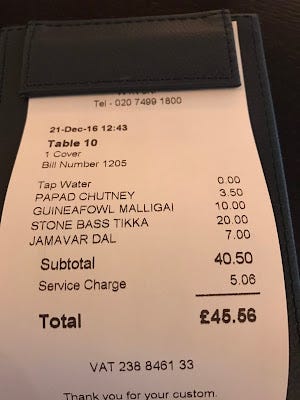 Tel - 020 7499 1800
21-Dec-16 12:43
Table 10
1 Cover
Bill Number 1205
Tap Water 0.00
PAPAD CHUTNEY 3.50
GUINEAFOWL MALLIGAI 10.00
STONE BASS TIKKA 20.00
JAMAVAR DAL 7.00
Subtotal 40.50
Service Charge 5.06
Total £45.56
VAT 238 8461 33
Thank you for your custom.